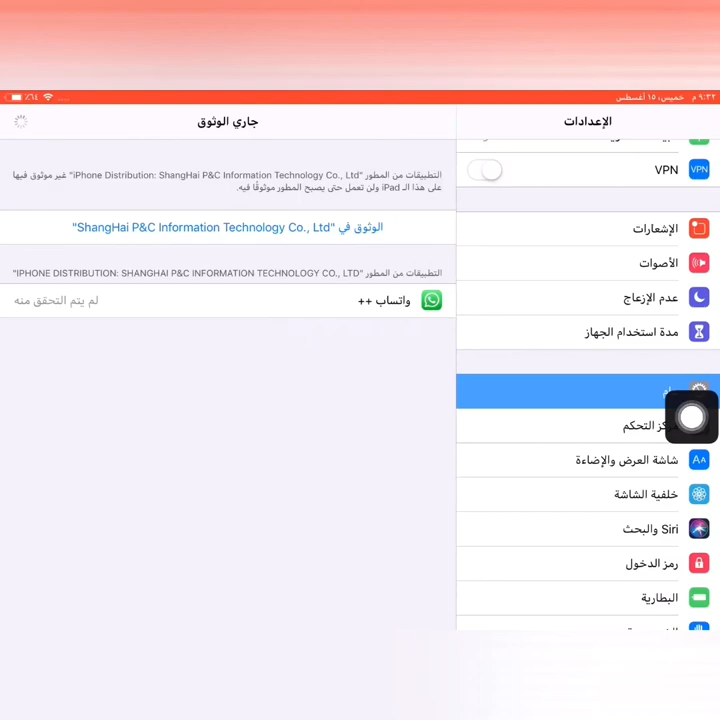 ٩:٣٢ م خميس، ١٥ أغسطس
٪٦٤
الإعدادات
VPN
الإشعارات
الأصوات
عدم الإزعاج
مدة استخدام الجهاز
مركز التحكم
شاشة العرض والإضاءة
خلفية الشاشة
Siri والبحث
رمز الدخول
البطارية
جاري الوثوق
التطبيقات من المطور "iPhone Distribution: ShangHai P&C Information Technology Co., Ltd" غير موثوق فيها
على هذا الـ iPad ولن تعمل حتى يصبح المطور موثوقًا فيه.
الوثوق في "ShangHai P&C Information Technology Co., Ltd"
التطبيقات من المطور "IPHONE DISTRIBUTION: SHANGHAI P&C INFORMATION TECHNOLOGY CO., LTD"
واتساب ++
لم يتم التحقق منه